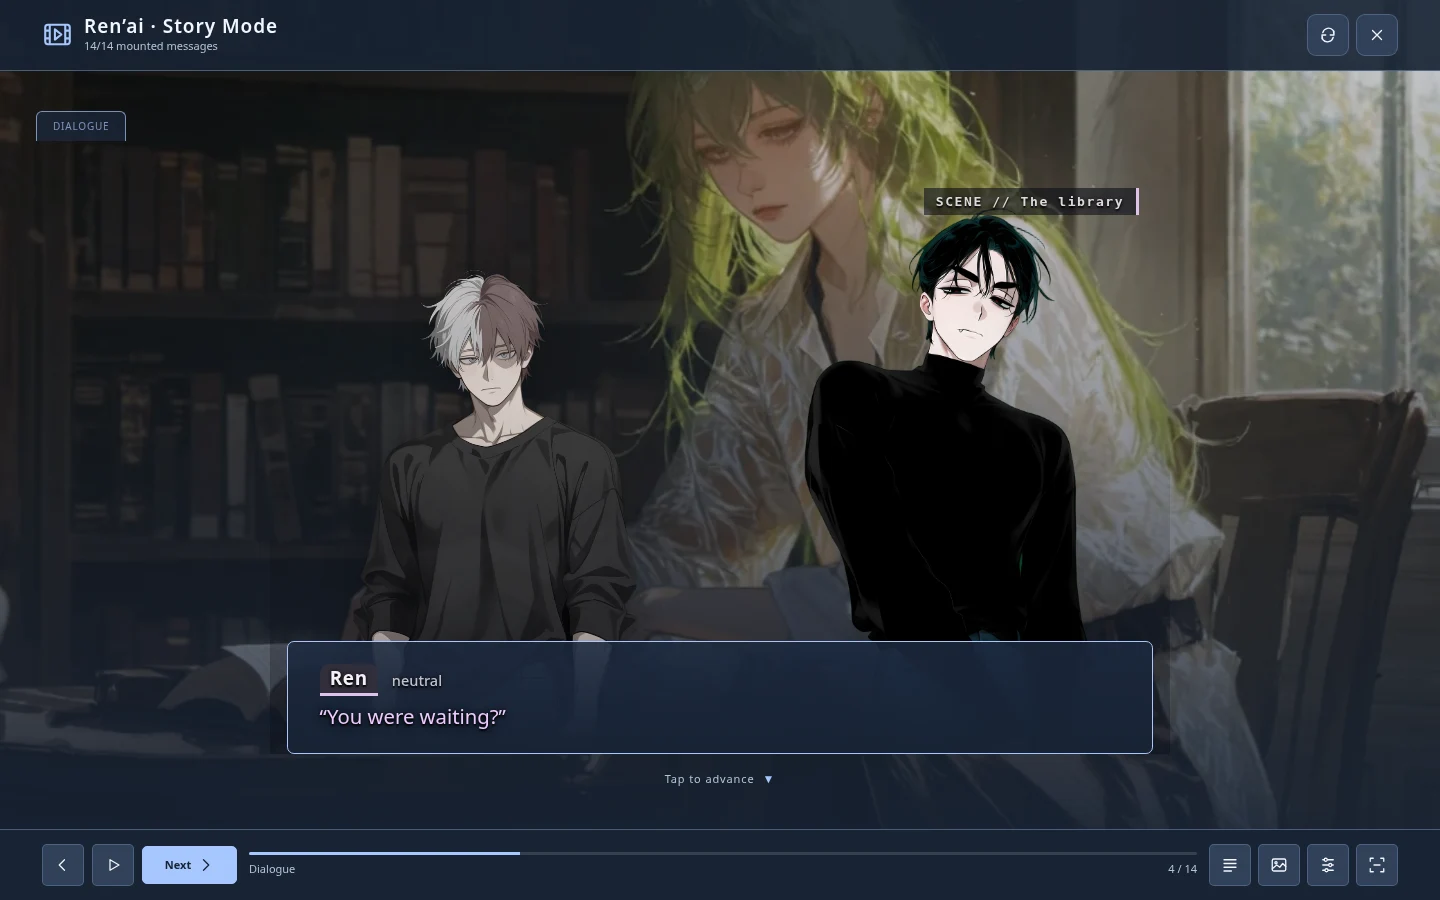 Ren’ai · Story Mode
14/14 mounted messages
DIALOGUE
SCENE // The library
Ren neutral
“You were waiting?”
Tap to advance ▼
Next
Dialogue
4 / 14